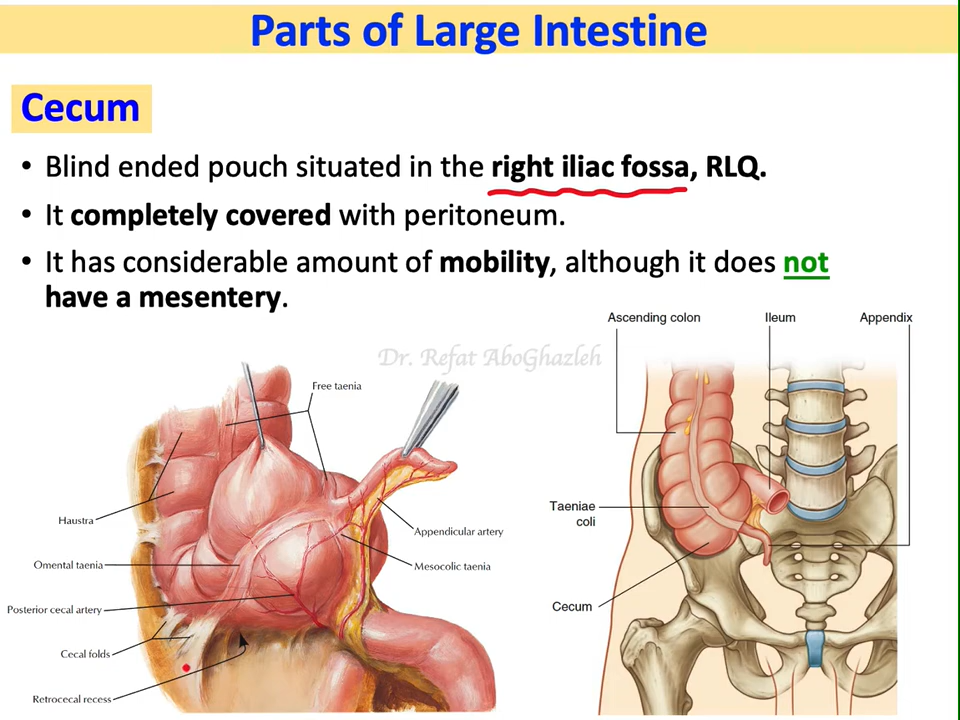 Parts of Large Intestine
Cecum
• Blind ended pouch situated in the right iliac fossa, RLQ.
• It completely covered with peritoneum.
• It has considerable amount of mobility, although it does not
have a mesentery.
Dr. Refat AboGhazleh
Free taenia
Haustra
Appendicular artery
Omental taenia
Mesocolic taenia
Posterior cecal artery
Cecal folds
Retrocecal recess
Ascending colon
Ileum
Appendix
Taeniae
coli
Cecum